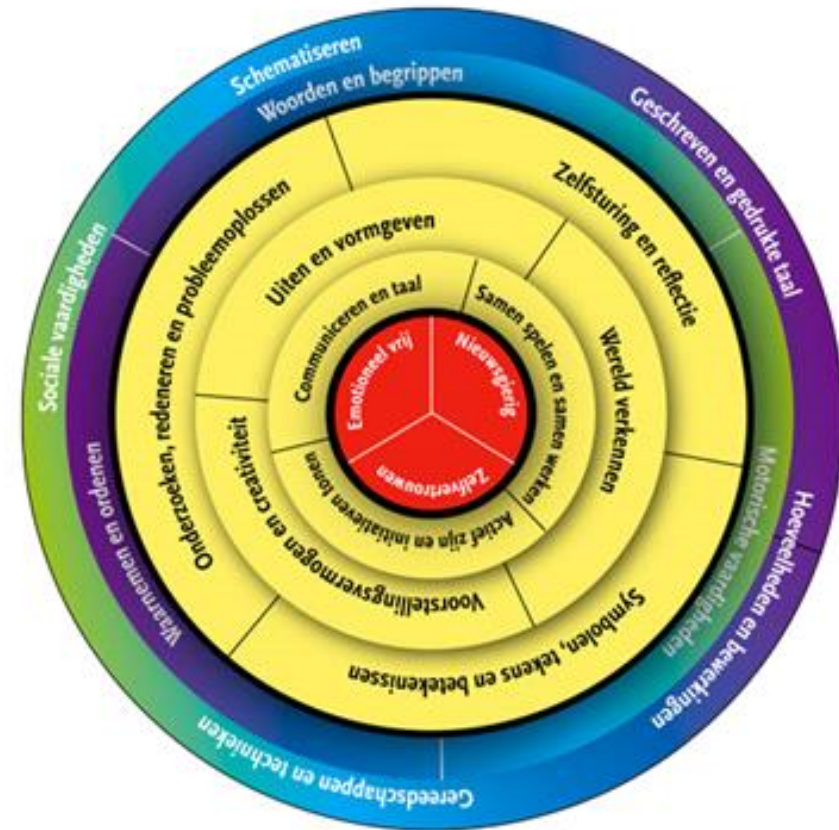 Schematiseren
Geschreven en gedrukte taal
Hoeveelheden en bewerkingen
Gereedschappen en technieken
Sociale vaardigheden
Woorden en begrippen
Motorische vaardigheden
Waarnemen en ordenen
Zelfsturing en reflectie
Symbolen, tekens en betekenissen
Onderzoeken, redeneren en probleemoplossen
Uiten en vormgeven
Wereld verkennen
Voorstellingsvermogen en creativiteit
Communiceren en taal
Samen spelen en samen werken
Actief zijn en initiatieven tonen
Emotioneel vrij
Nieuwsgierig
Zelfvertrouwen